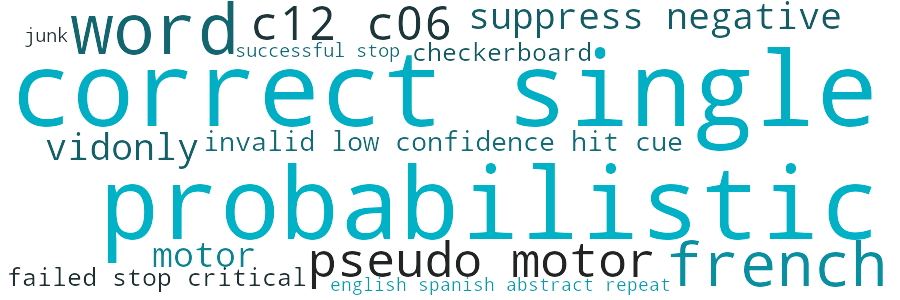 junk word c12 c06 suppress negative
successful stop checkerboard
correct single
vidonly invalid low confidence hit cue
probabilistic
motor pseudo motor french
failed stop critical english spanish abstract repeat